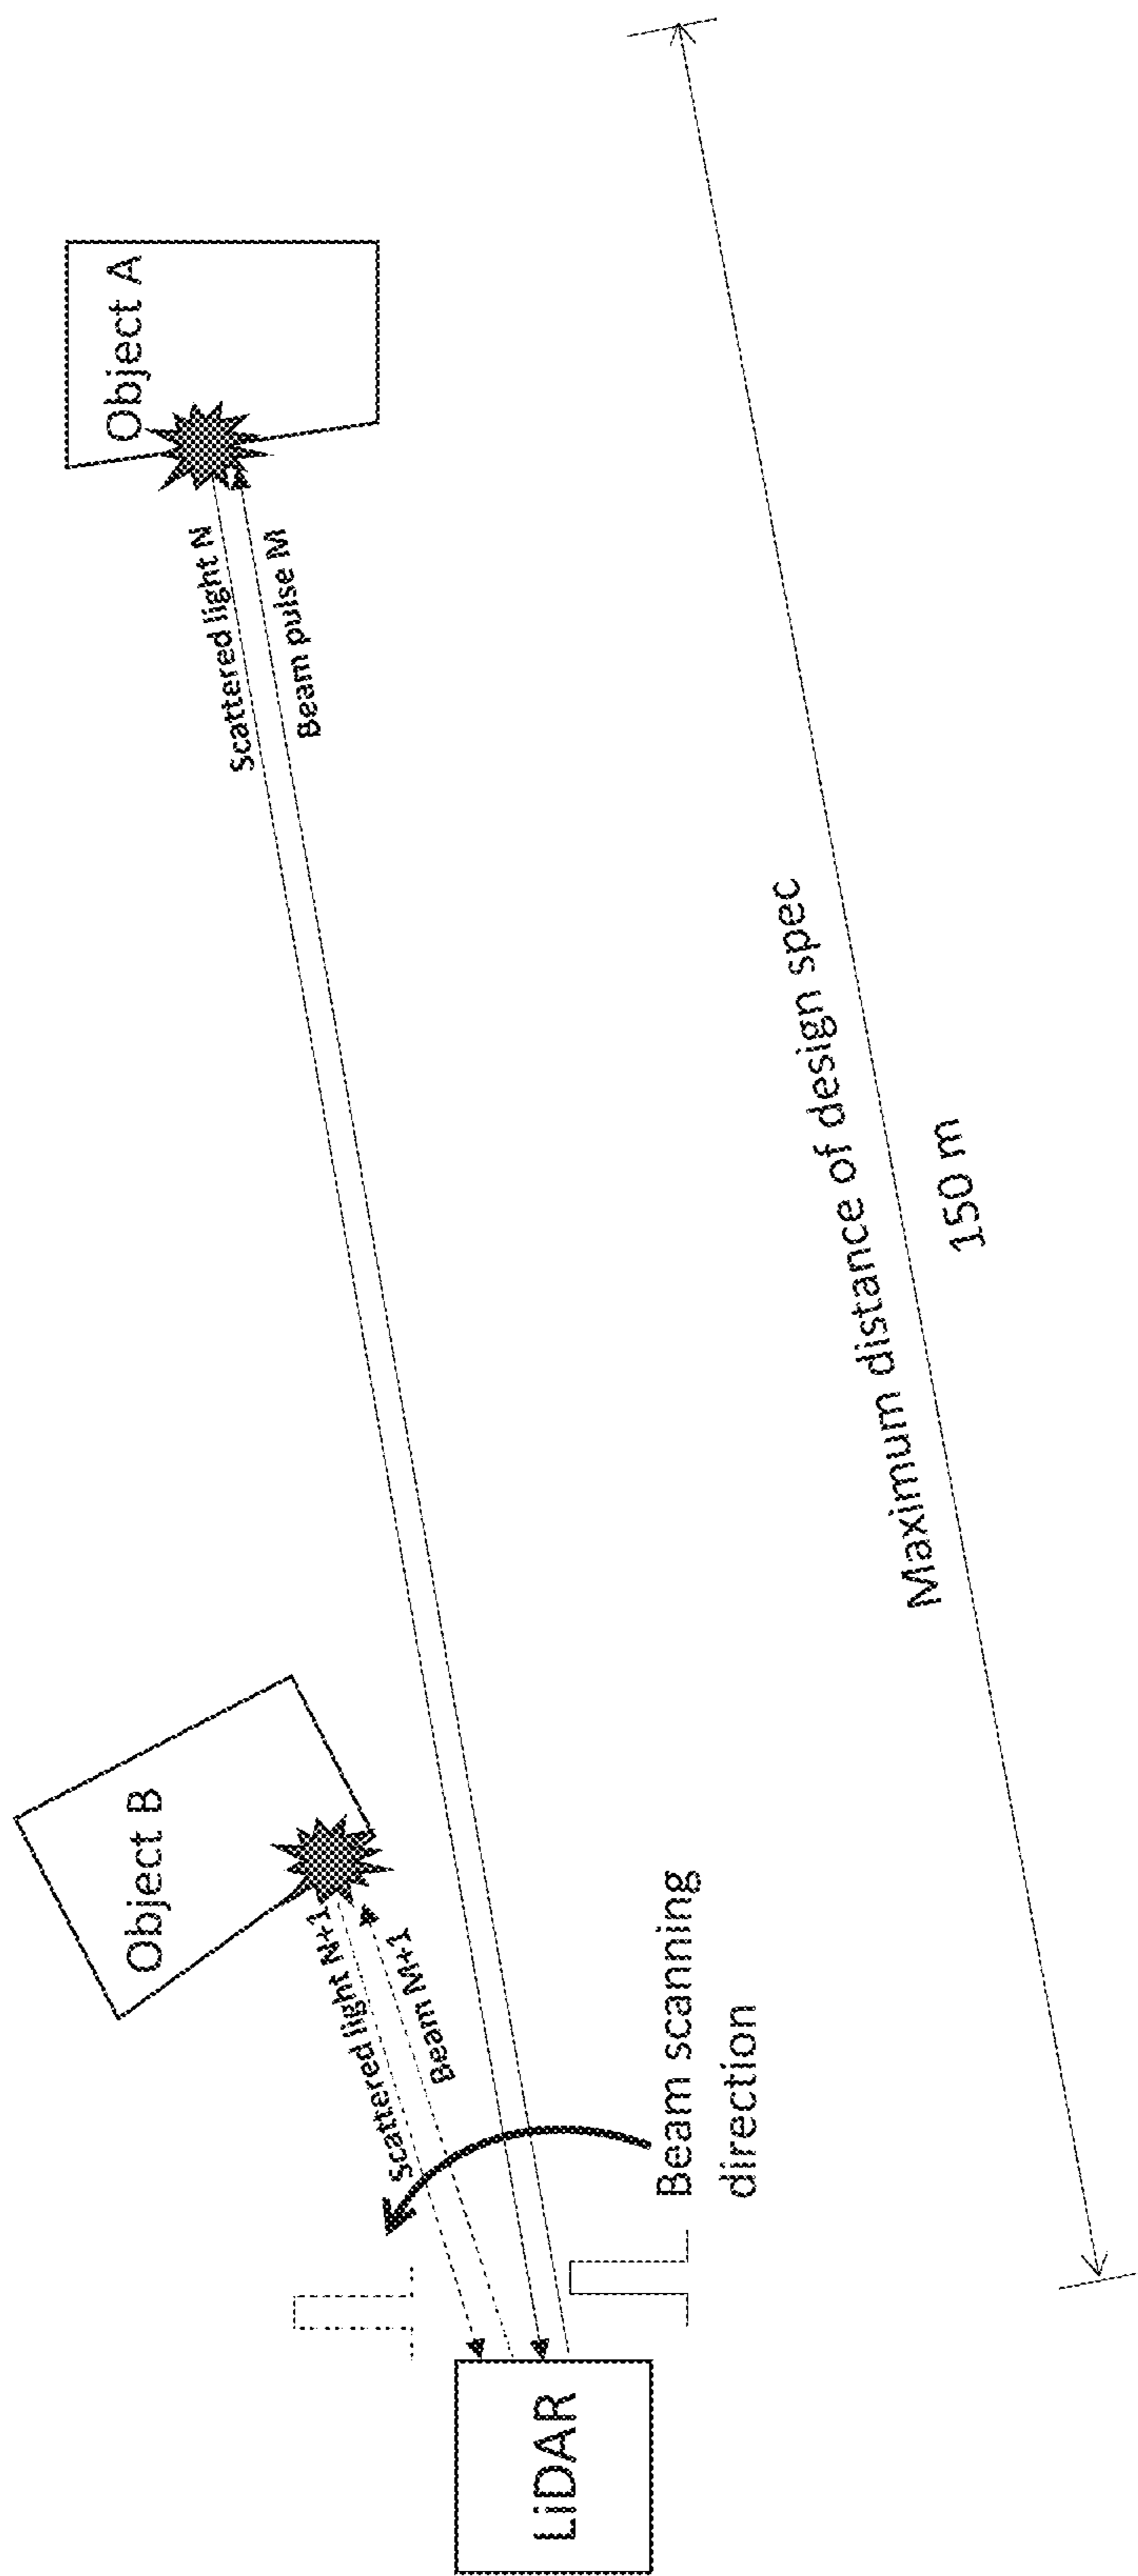 Object A
Scattered light N
Beam pulse M
Maximum distance of design spec
150 m
Object B
Scattered light N+1
Beam M+1
Beam scanning
direction
LiDAR